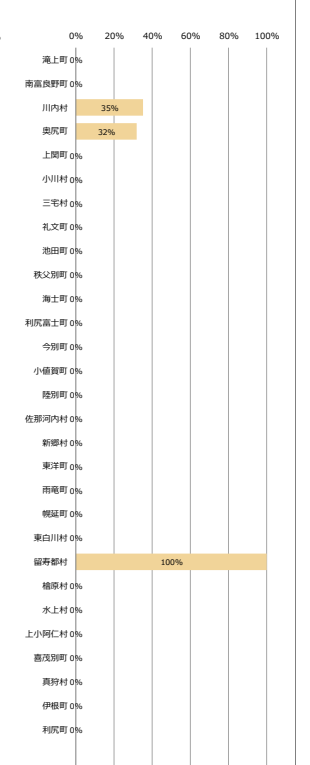 0% 20% 40% 60% 80% 100%
滝上町 0%
南富良野町 0%
川内村 35%
奥尻町 32%
上関町 0%
小川村 0%
三宅村 0%
礼文町 0%
池田町 0%
秩父別町 0%
海士町 0%
利尻富士町 0%
今別町 0%
小値賀町 0%
陸別町 0%
佐那河内村 0%
新郷村 0%
東洋町 0%
雨竜町 0%
幌延町 0%
東白川村 0%
留寿都村 100%
檜原村 0%
水上村 0%
上小阿仁村 0%
喜茂別町 0%
真狩村 0%
伊根町 0%
利尻町 0%